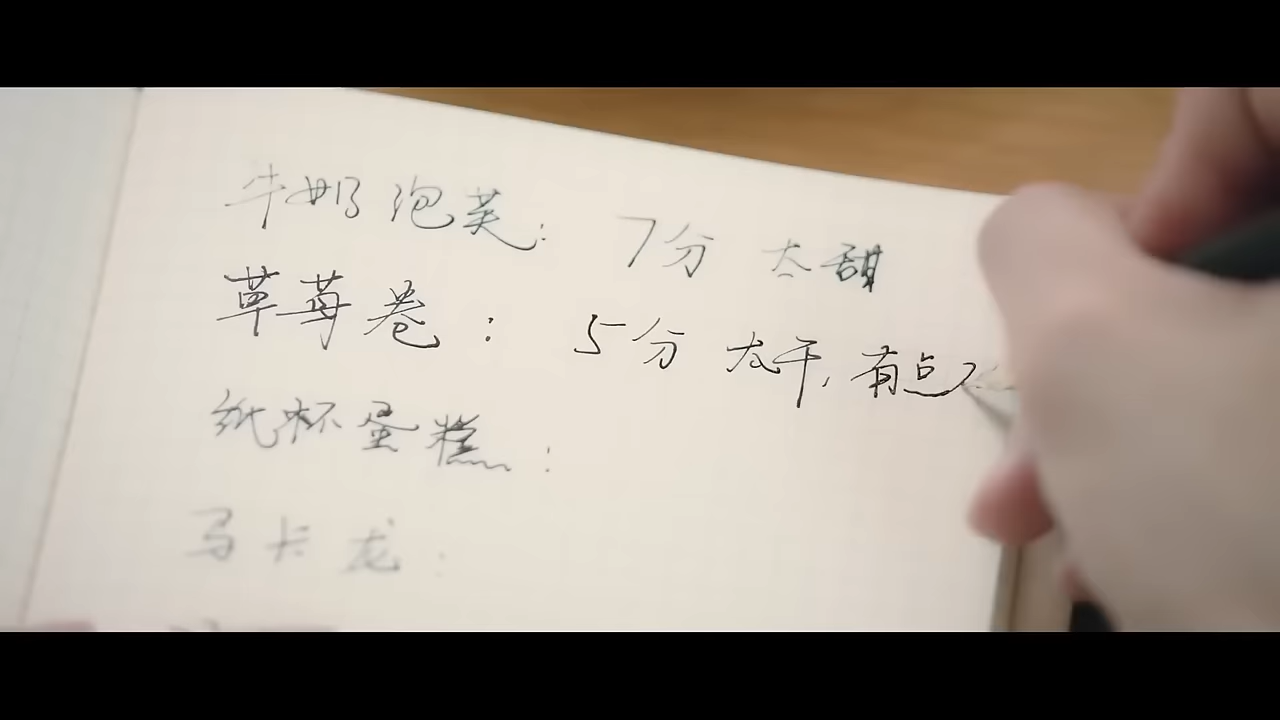 牛奶泡芙： 7分 太甜
草莓卷： 5分 太干，有点
纸杯蛋糕：
马卡龙：